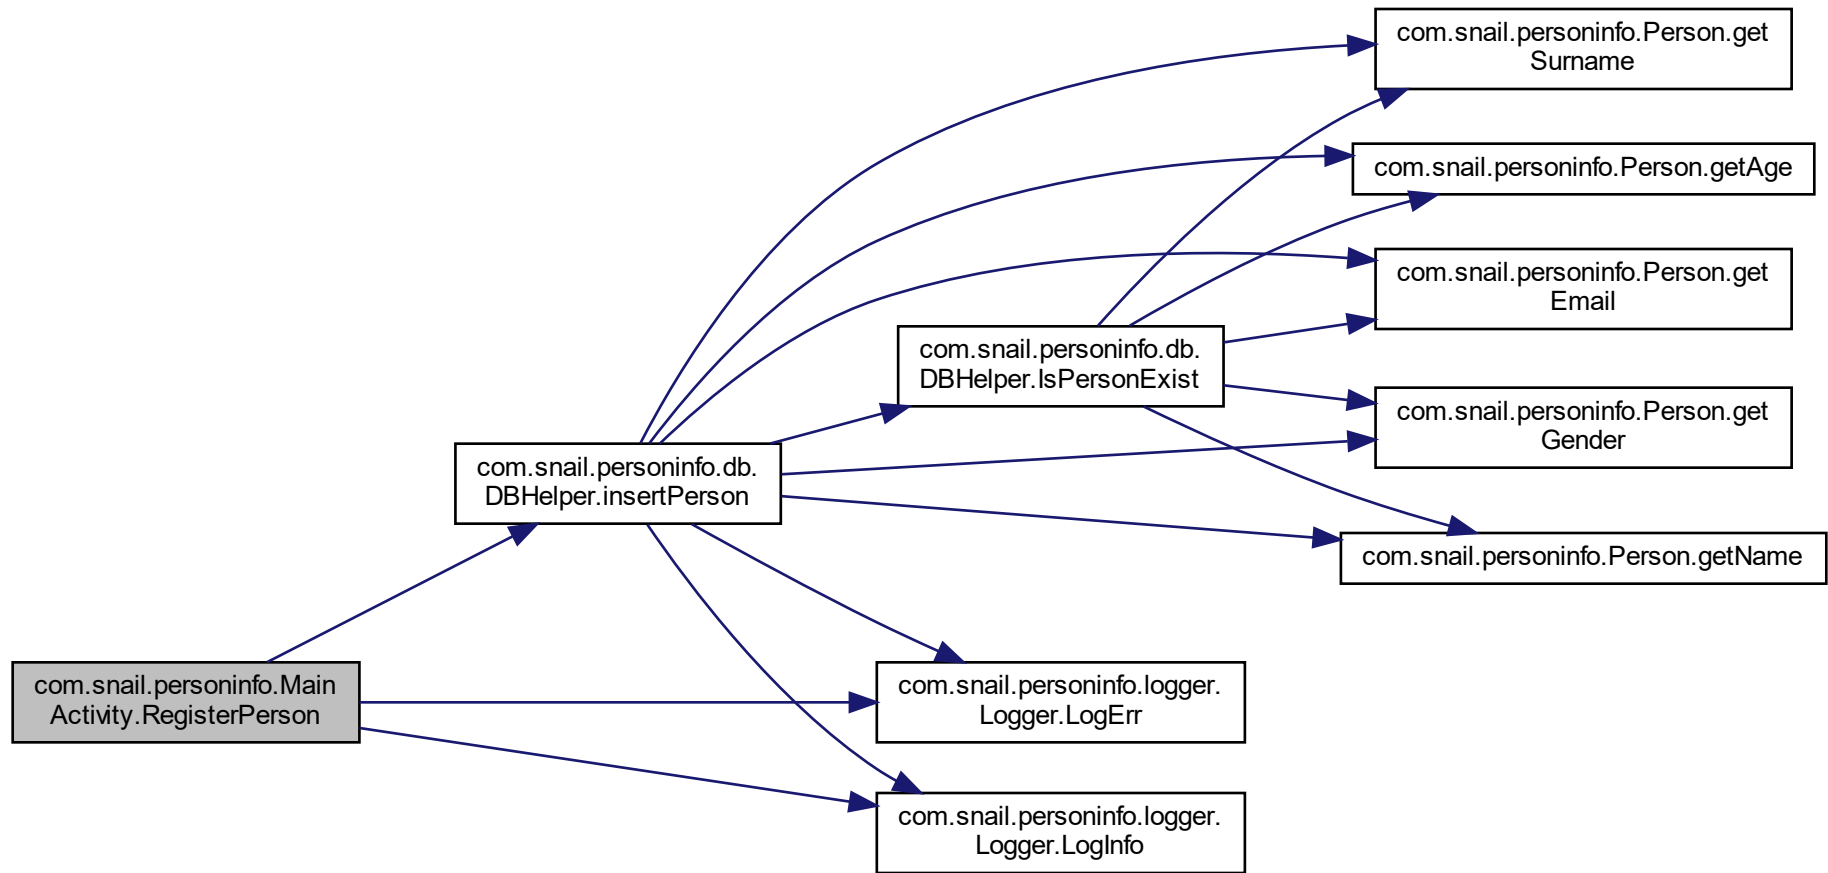 com.snail.personinfo.Person.get
Surname
com.snail.personinfo.Person.getAge
com.snail.personinfo.Person.get
Email
com.snail.personinfo.db.
DBHelper.IsPersonExist
com.snail.personinfo.Person.get
Gender
com.snail.personinfo.db.
DBHelper.insertPerson
com.snail.personinfo.Person.getName
com.snail.personinfo.Main
Activity.RegisterPerson
com.snail.personinfo.logger.
Logger.LogErr
com.snail.personinfo.logger.
Logger.LogInfo